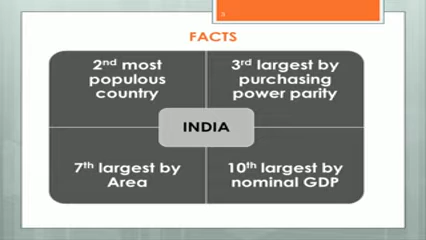 FACTS
2nd most
populous
country
3rd largest by
purchasing
power parity
INDIA
7th largest by
Area
10th largest by
nominal GDP